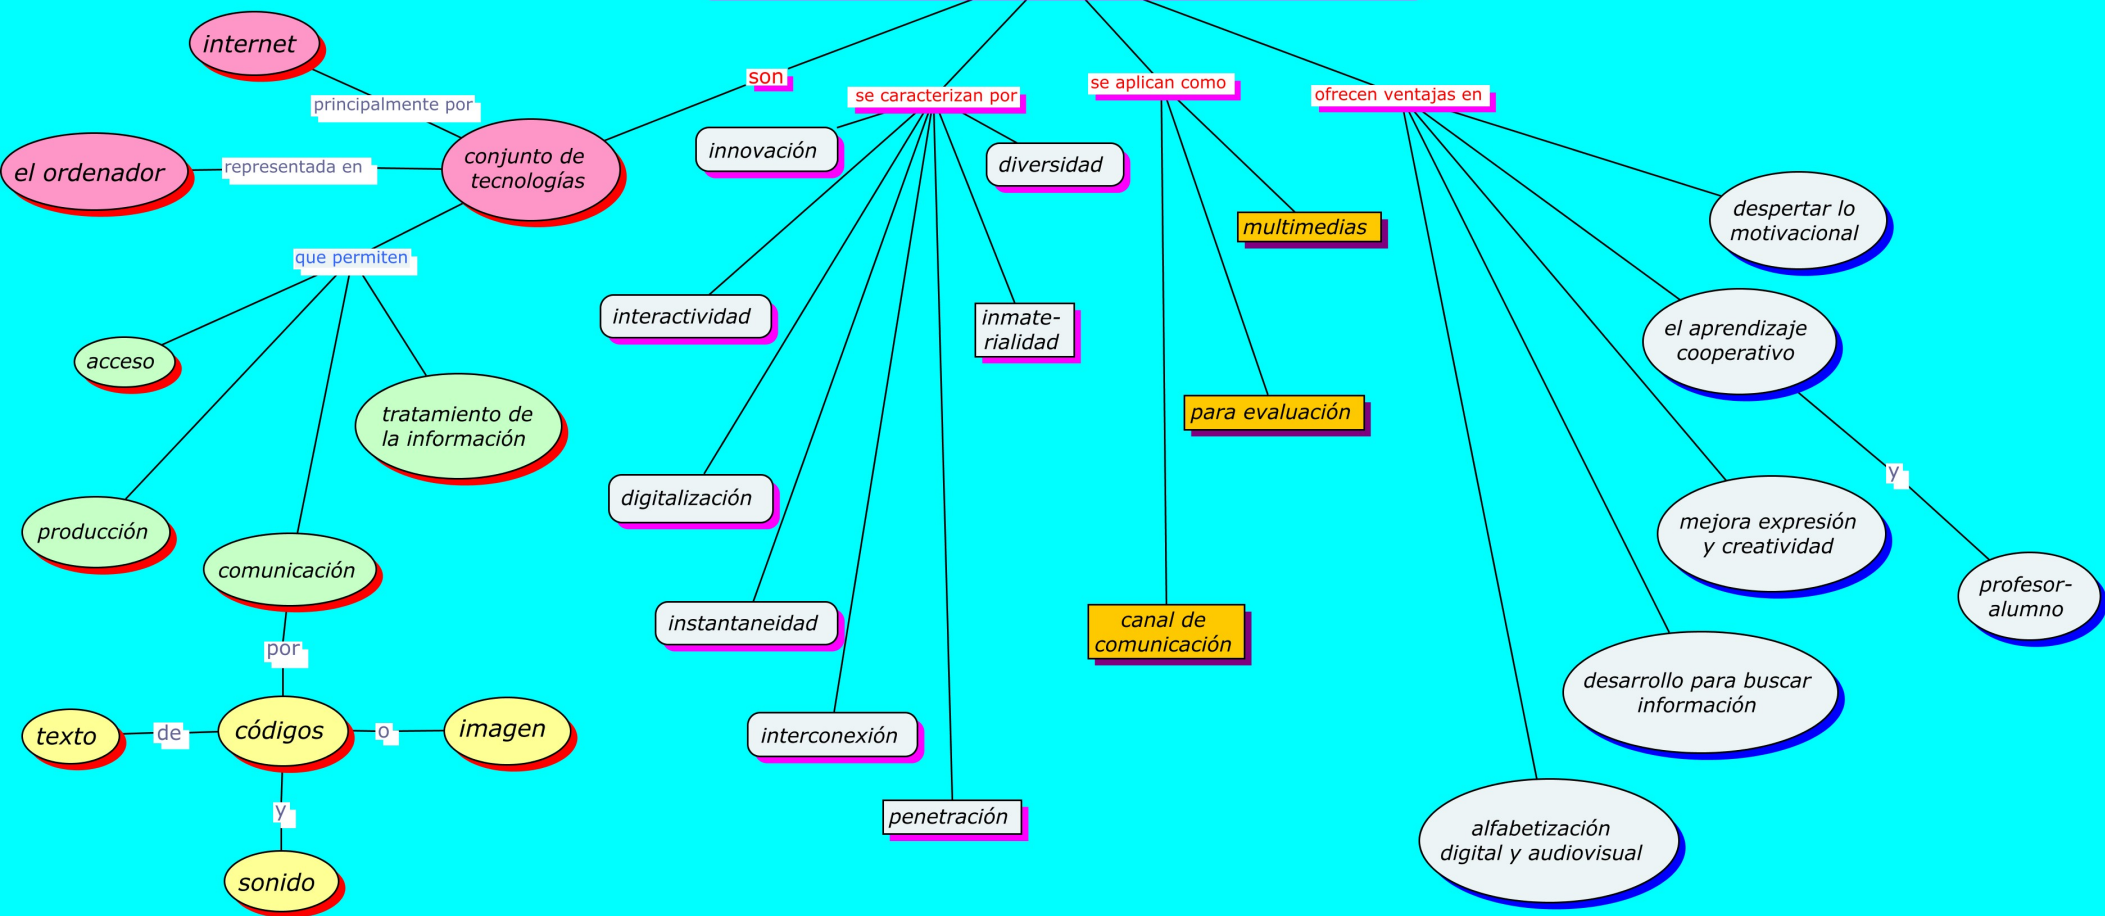 internet
principalmente por
el ordenador
representada en
conjunto de
tecnologías
son
que permiten
acceso
producción
comunicación
tratamiento de
la información
por
texto
de
códigos
o
imagen
y
sonido
se caracterizan por
innovación
diversidad
interactividad
inmate-
rialidad
digitalización
instantaneidad
interconexión
penetración
se aplican como
multimedias
para evaluación
canal de
comunicación
ofrecen ventajas en
despertar lo
motivacional
el aprendizaje
cooperativo
y
profesor-
alumno
mejora expresión
y creatividad
desarrollo para buscar
información
alfabetización
digital y audiovisual